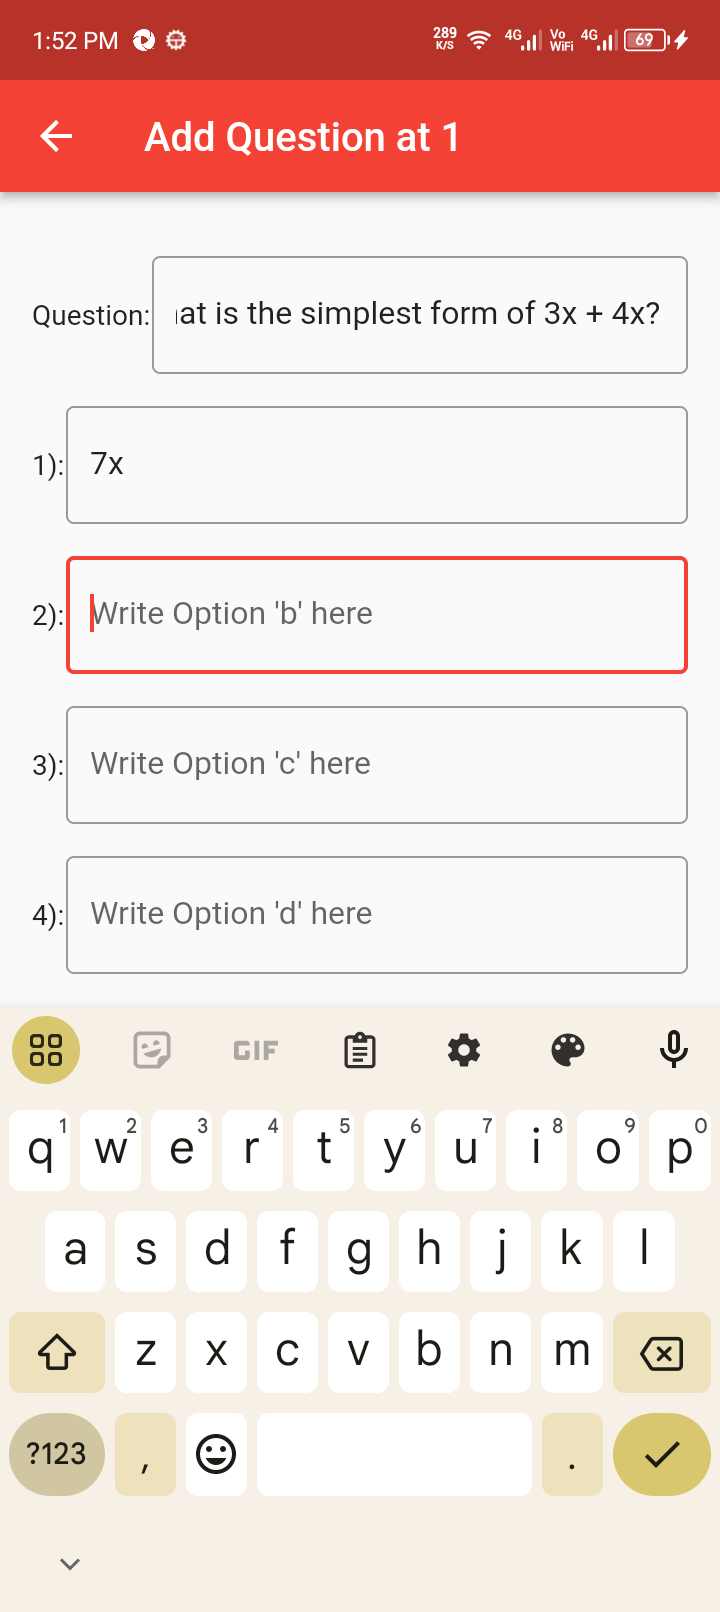 1:52 PM 289 K/S 4G Vo WiFi 4G 69
Add Question at 1
Question: at is the simplest form of 3x + 4x?
1): 7x
2): Write Option 'b' here
3): Write Option 'c' here
4): Write Option 'd' here
GIF
q1 w2 e3 r4 t5 y6 u7 i8 o9 p0
a s d f g h j k l
z x c v b n m
?123 , .